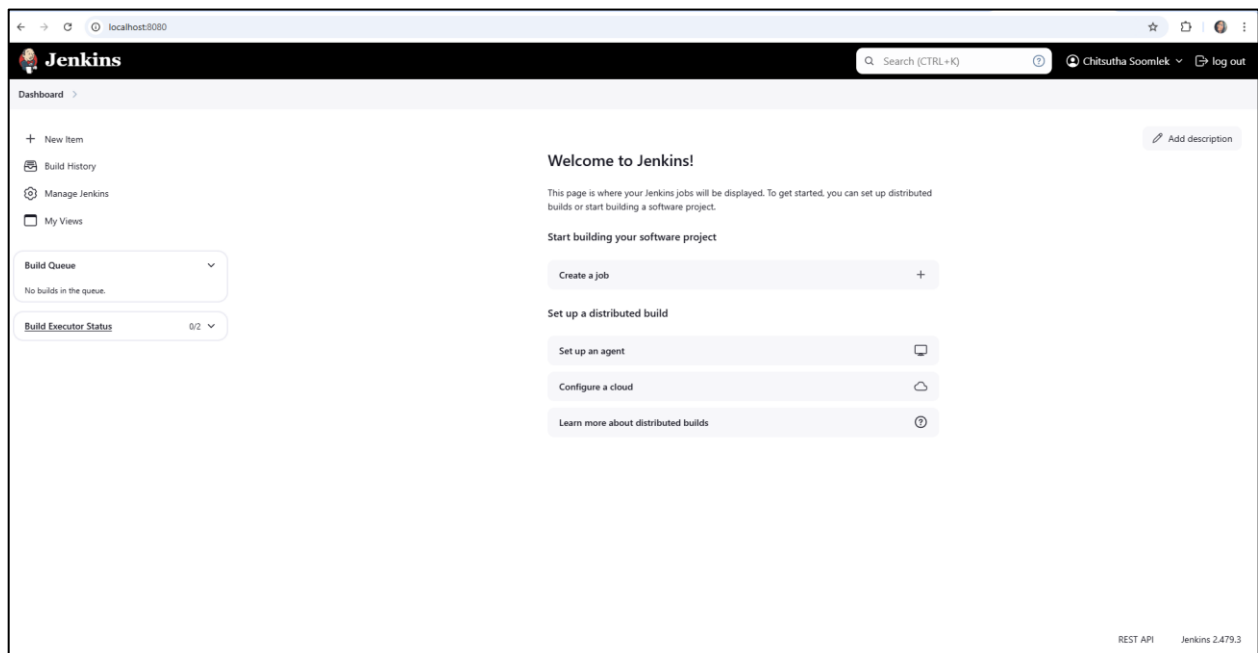 localhost:8080
Jenkins
Search (CTRL+K)
Chitsutha Soomlek
log out
Dashboard
New Item
Build History
Manage Jenkins
My Views
Build Queue
No builds in the queue.
Build Executor Status
0/2
Add description
Welcome to Jenkins!
This page is where your Jenkins jobs will be displayed. To get started, you can set up distributed
builds or start building a software project.
Start building your software project
Create a job
Set up a distributed build
Set up an agent
Configure a cloud
Learn more about distributed builds
REST API
Jenkins 2.479.3